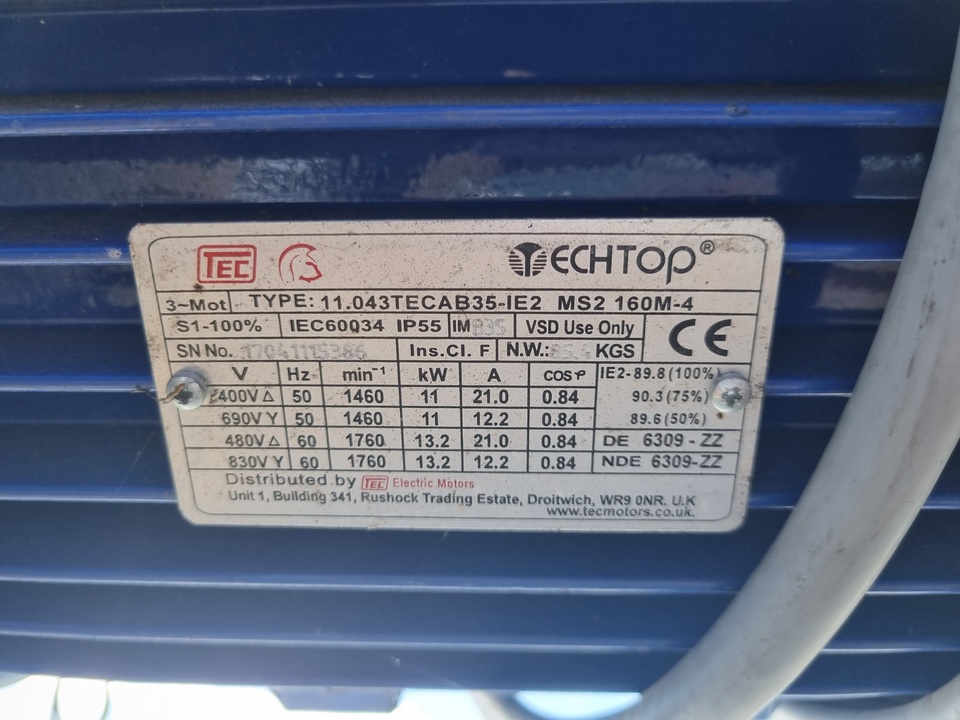 TEC TECHTOP®
3~Mot TYPE: 11.043TECAB35-IE2 MS2 160M-4
S1-100% IEC60034 IP55 IM B35 VSD Use Only CE
SN No. 17041115386 Ins.Cl. F N.W.: KGS
V Hz min⁻¹ kW A COSφ IE2-89.8 (100%)
400V Δ 50 1460 11 21.0 0.84 90.3 (75%)
690V Y 50 1460 11 12.2 0.84 89.6 (50%)
480V Δ 60 1760 13.2 21.0 0.84 DE 6309 - ZZ
830V Y 60 1760 13.2 12.2 0.84 NDE 6309-ZZ
Distributed by TEC Electric Motors
Unit 1, Building 341, Rushock Trading Estate, Droitwich, WR9 0NR. U.K
www.tecmotors.co.uk.